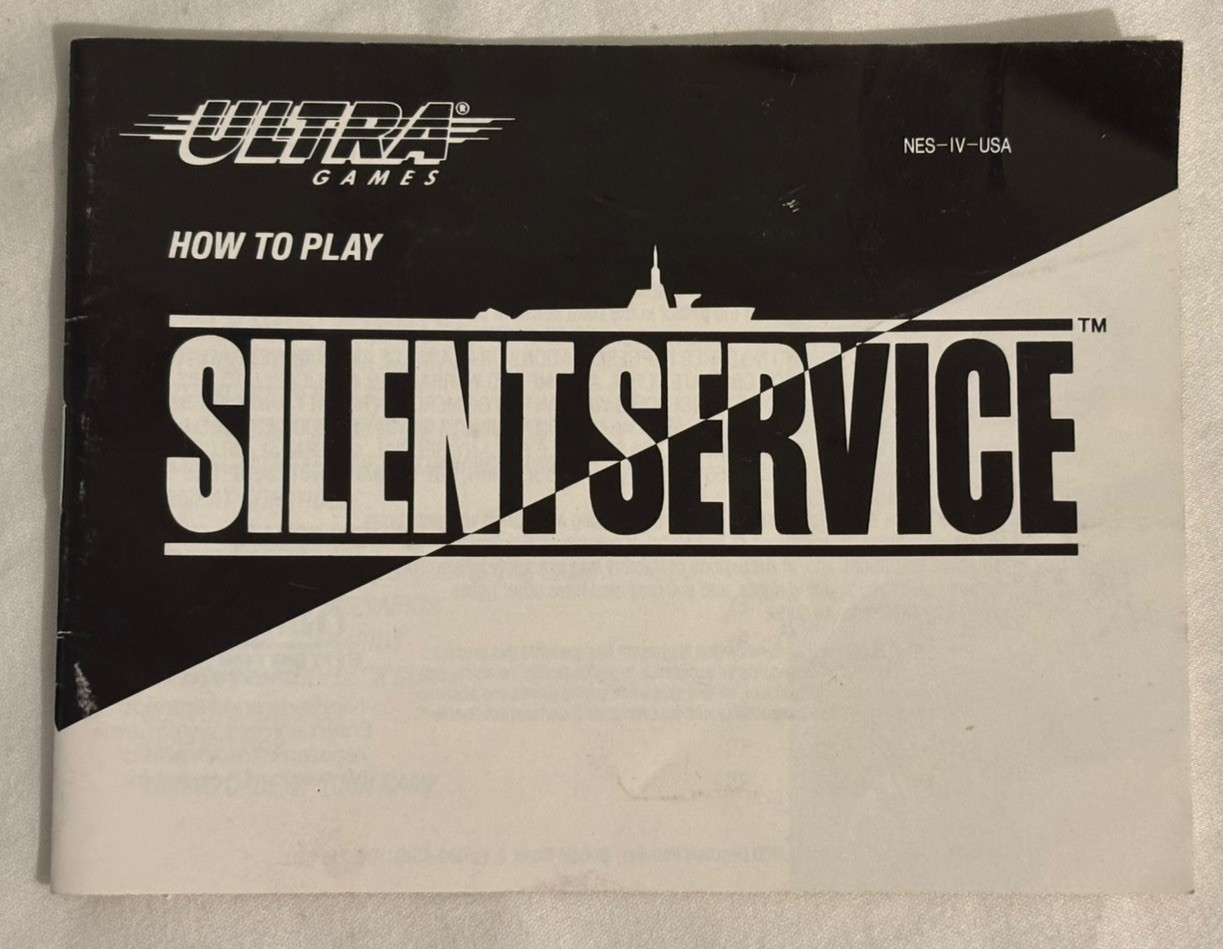 ULTRA®
GAMES
NES-IV-USA
HOW TO PLAY
SILENT SERVICE™